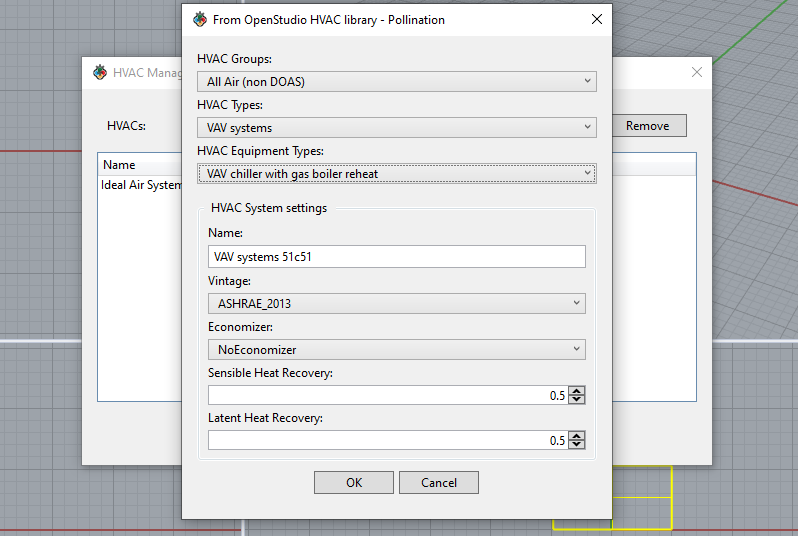 From OpenStudio HVAC library - Pollination
HVAC Groups:
All Air (non DOAS)
HVAC Types:
VAV systems
HVAC Equipment Types:
VAV chiller with gas boiler reheat
HVAC System settings
Name:
VAV systems 51c51
Vintage:
ASHRAE_2013
Economizer:
NoEconomizer
Sensible Heat Recovery:
0.5
Latent Heat Recovery:
0.5
OK Cancel
HVAC Manag
HVACs:
Remove
Name
Ideal Air System